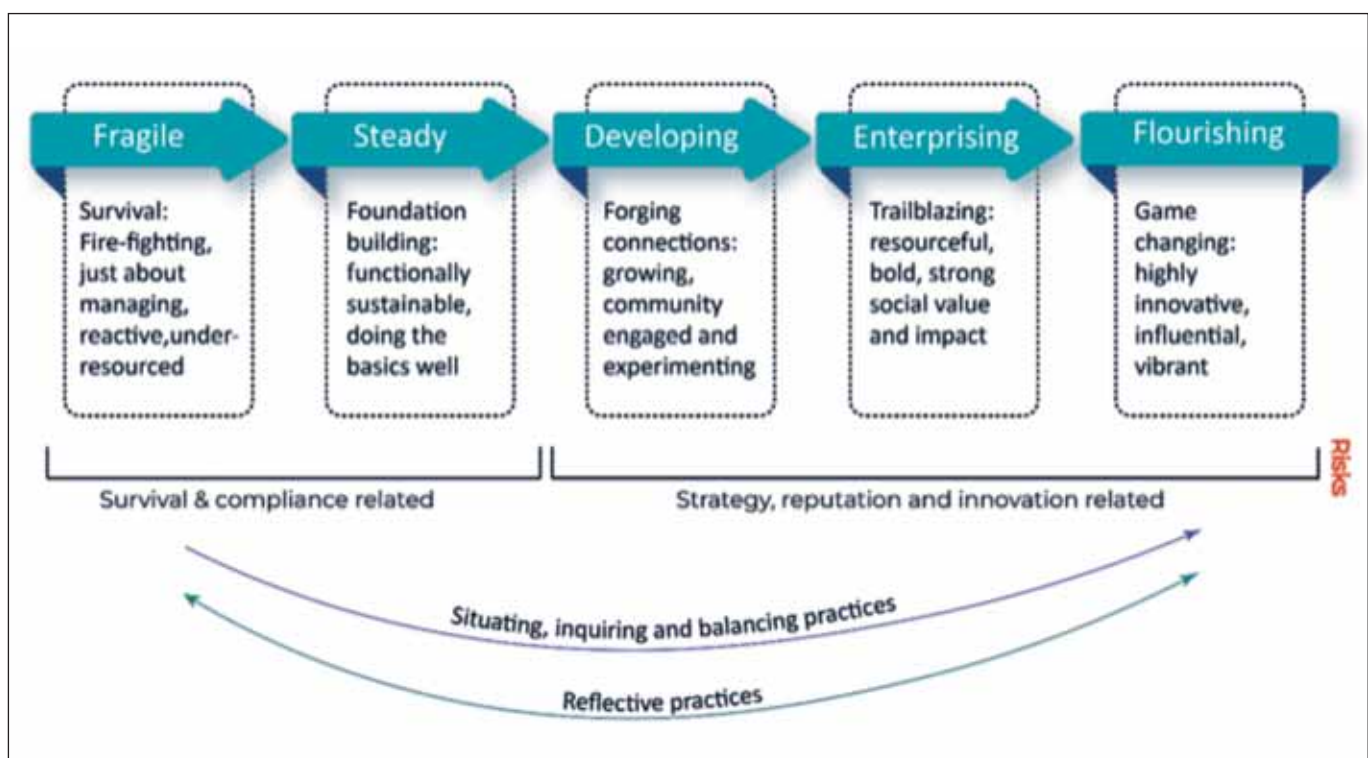 Fragile
Survival:
Fire-fighting,
just about
managing,
reactive,under-
resourced
Steady
Foundation
building:
functionally
sustainable,
doing the
basics well
Developing
Forging
connections:
growing,
community
engaged and
experimenting
Enterprising
Trailblazing:
resourceful,
bold, strong
social value
and impact
Flourishing
Game
changing:
highly
innovative,
influential,
vibrant
Survival & compliance related
Strategy, reputation and innovation related
Risks
Situating, inquiring and balancing practices
Reflective practices